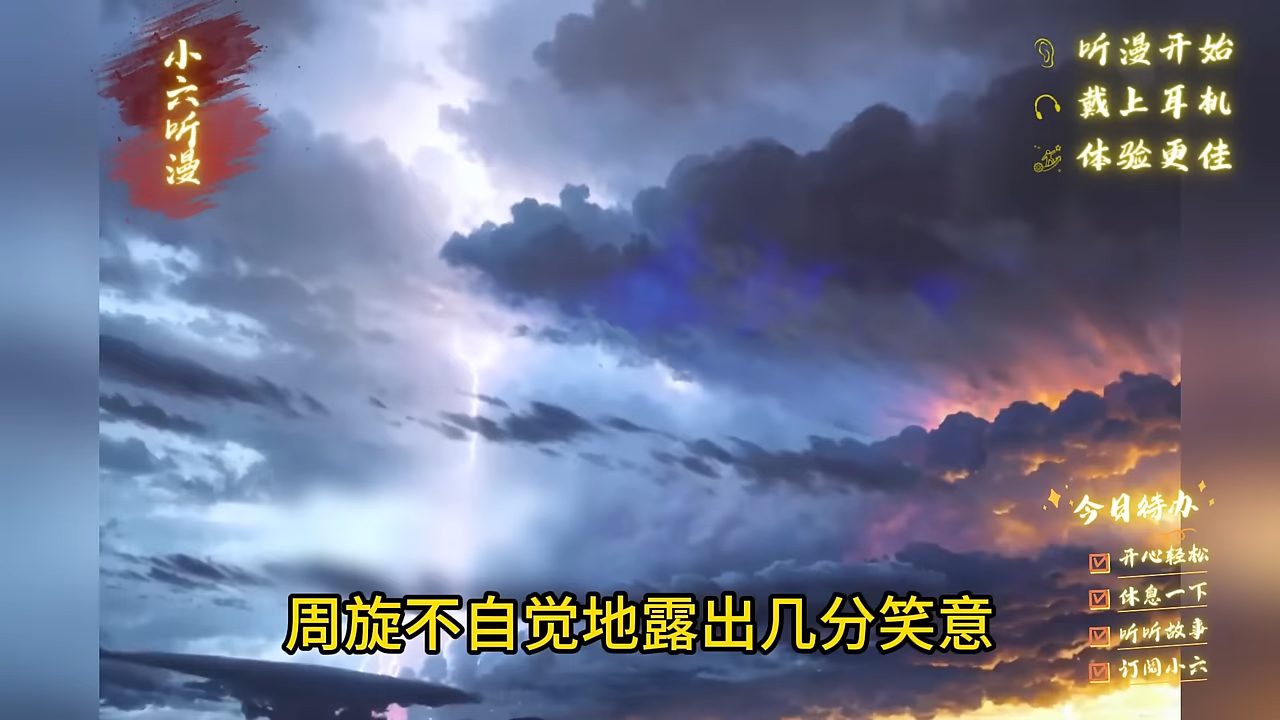 小六听漫
听漫开始
戴上耳机
体验更佳
今日待办
开心轻松
休息一下
听听故事
订阅小六
周旋不自觉地露出几分笑意